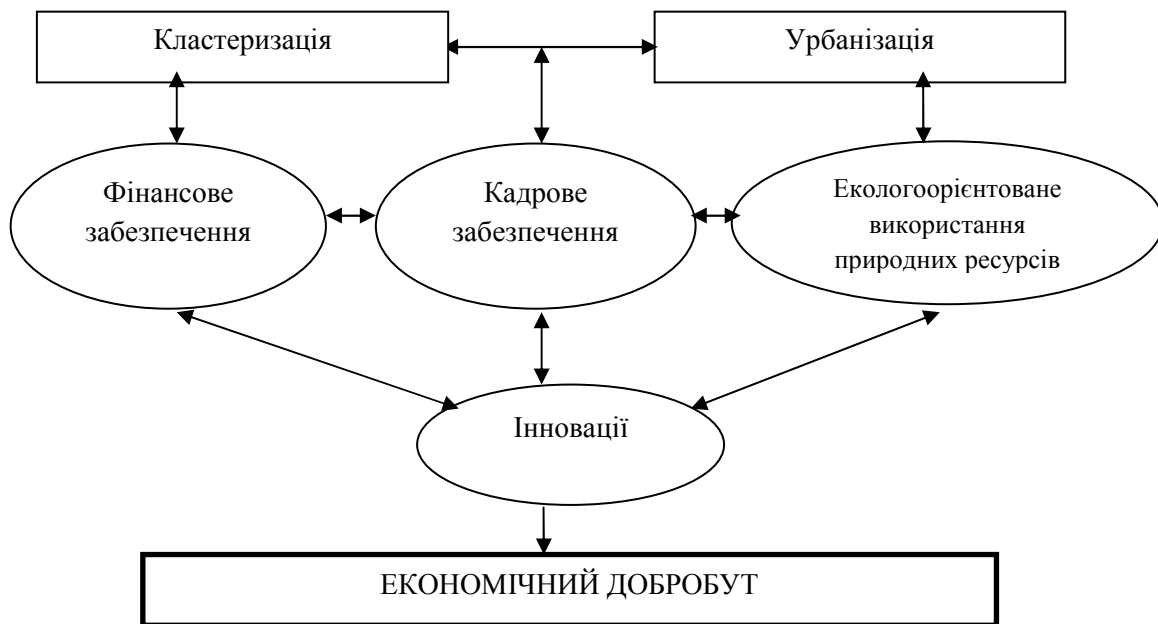 Кластеризація
Урбанізація
Фінансове
забезпечення
Кадрове
забезпечення
Екологоорієнтоване
використання
природних ресурсів
Інновації
ЕКОНОМІЧНИЙ ДОБРОБУТ